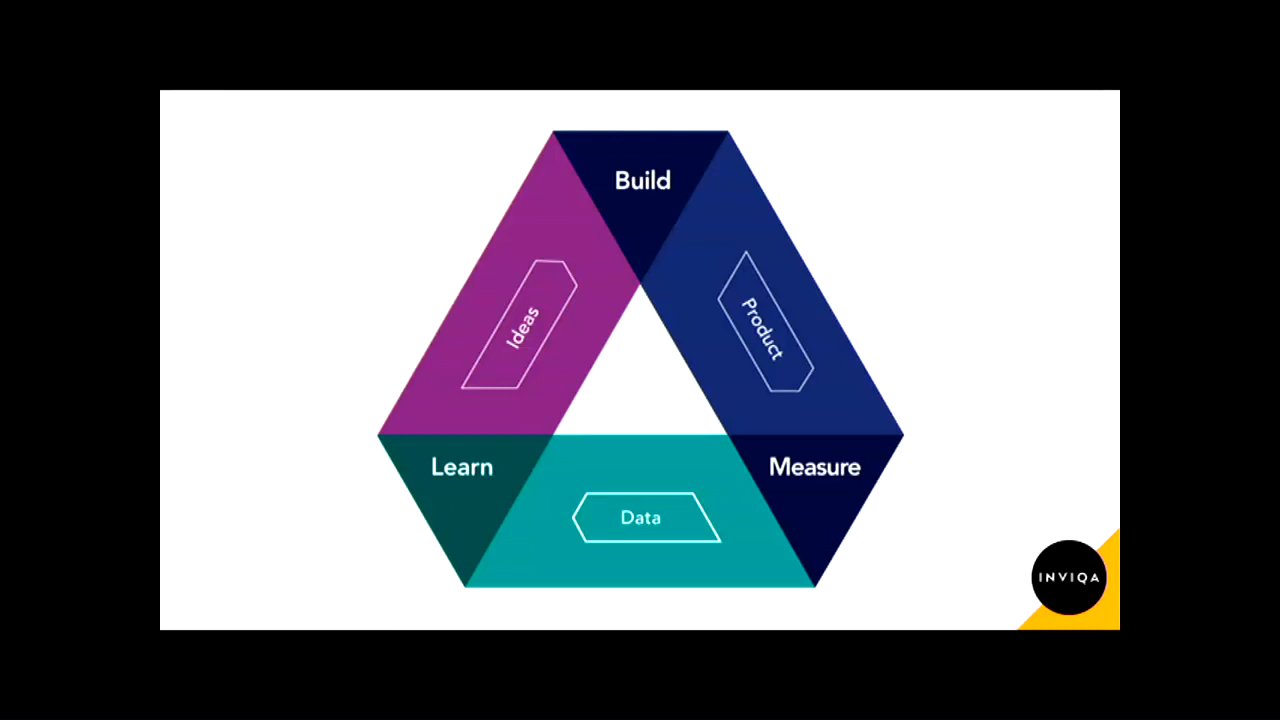 Build
Ideas
Product
Learn
Measure
Data
INVIQA